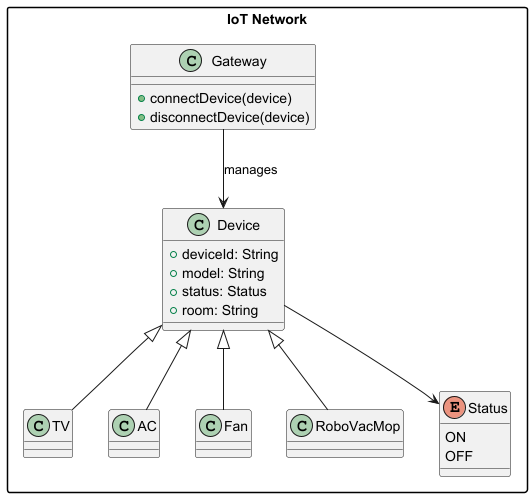 IoT Network
C Gateway
connectDevice(device)
disconnectDevice(device)
manages
C Device
deviceId: String
model: String
status: Status
room: String
C TV
C AC
C Fan
C RoboVacMop
E Status
ON
OFF